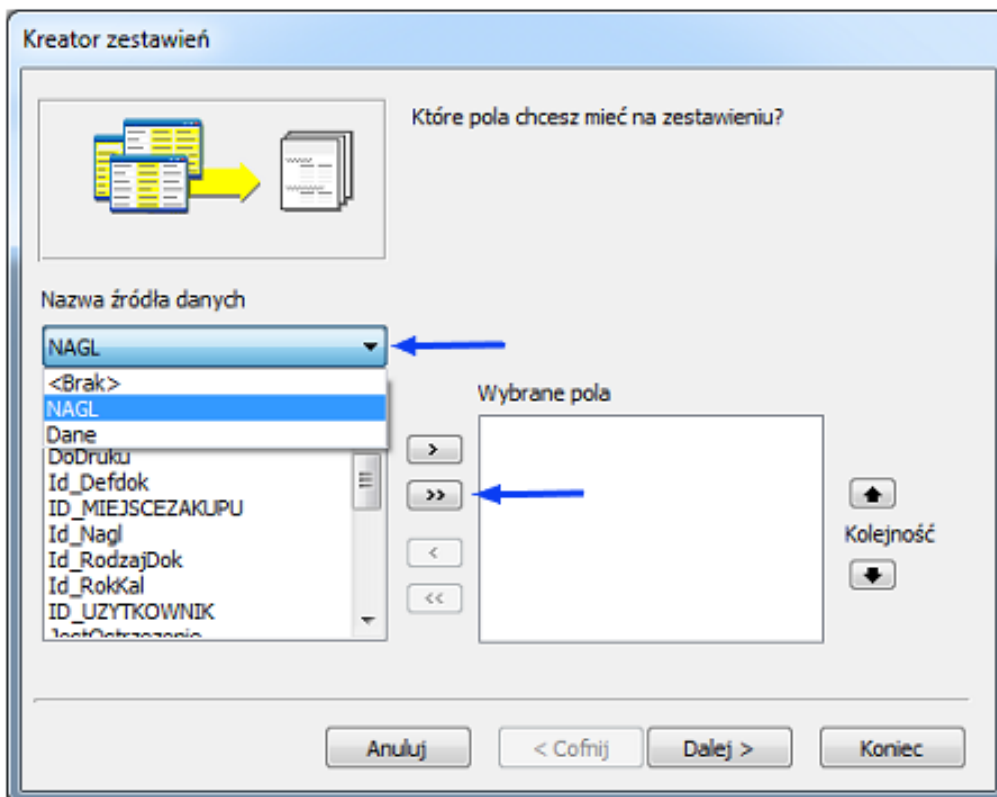 Kreator zestawień
Które pola chcesz mieć na zestawieniu?
Nazwa źródła danych
NAGL
<Brak>
NAGL
Dane
DoDruku
Id_Defdok
ID_MIEJSCEZAKUPU
Id_Nagl
Id_RodzajDok
Id_RokKal
ID_UZYTKOWNIK
JestOstrzezenie
Wybrane pola
>
>>
<
<<
Kolejność
Anuluj
< Cofnij
Dalej >
Koniec